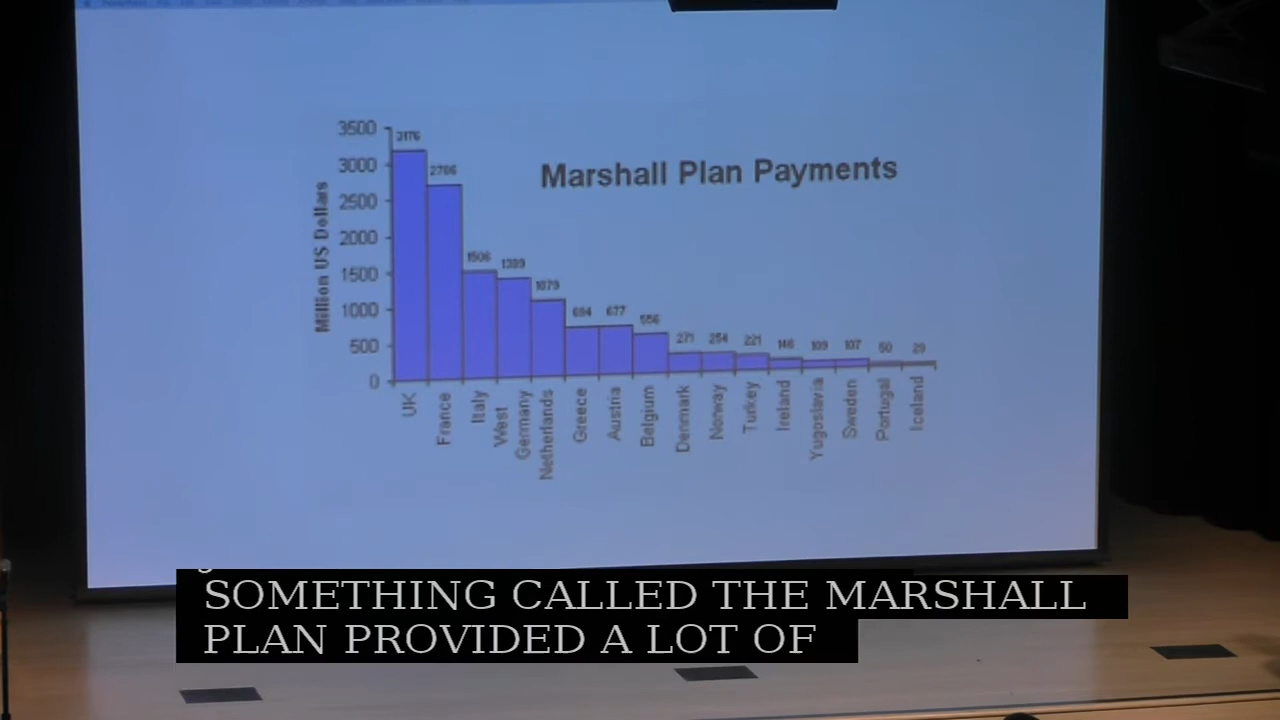 Marshall Plan Payments
Million US Dollars
3500
3000
2500
2000
1500
1000
500
0
3176
2706
1506
1389
1079
694
677
556
271
254
221
146
109
107
50
29
UK
France
Italy
West
Germany
Netherlands
Greece
Austria
Belgium
Denmark
Norway
Turkey
Ireland
Yugoslavia
Sweden
Portugal
Iceland
SOMETHING CALLED THE MARSHALL
PLAN PROVIDED A LOT OF